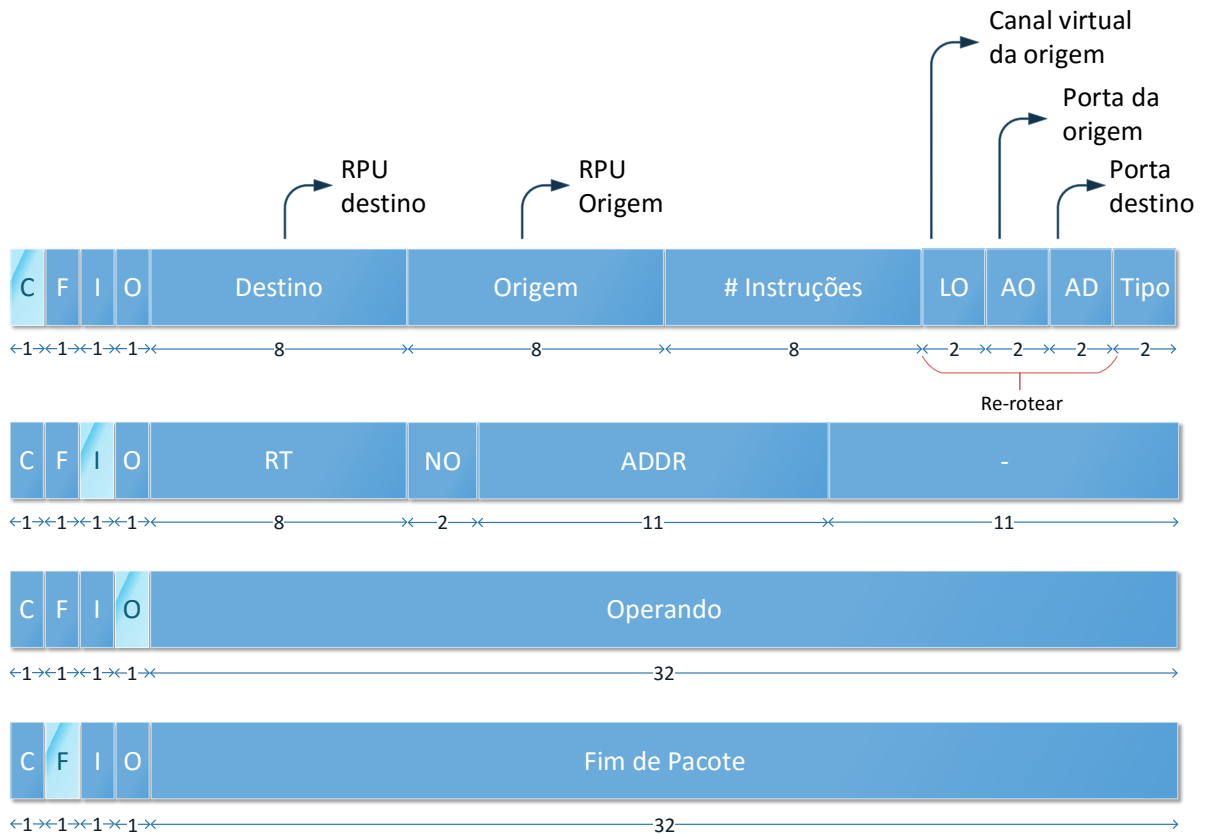 Canal virtual
da origem
Porta da
origem
RPU
destino
RPU
Origem
Porta
destino
C F I O Destino Origem # Instruções LO AO AD Tipo
1 1 1 1 8 8 8 2 2 2 2
Re-rotear
C F I O RT NO ADDR -
1 1 1 1 8 2 11 11
C F I O Operando
1 1 1 1 32
C F I O Fim de Pacote
1 1 1 1 32